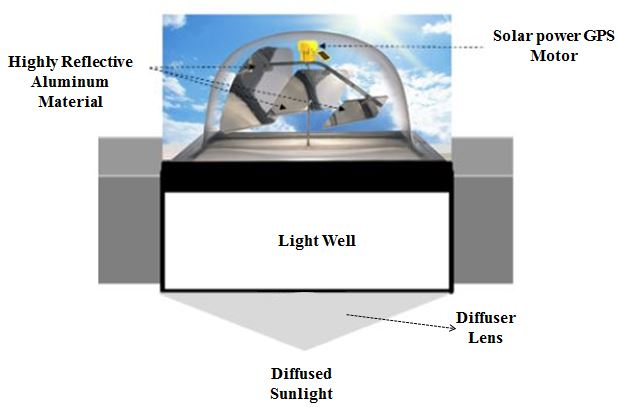 Solar power GPS
Motor
Highly Reflective
Aluminum
Material
Light Well
Diffuser
Lens
Diffused
Sunlight